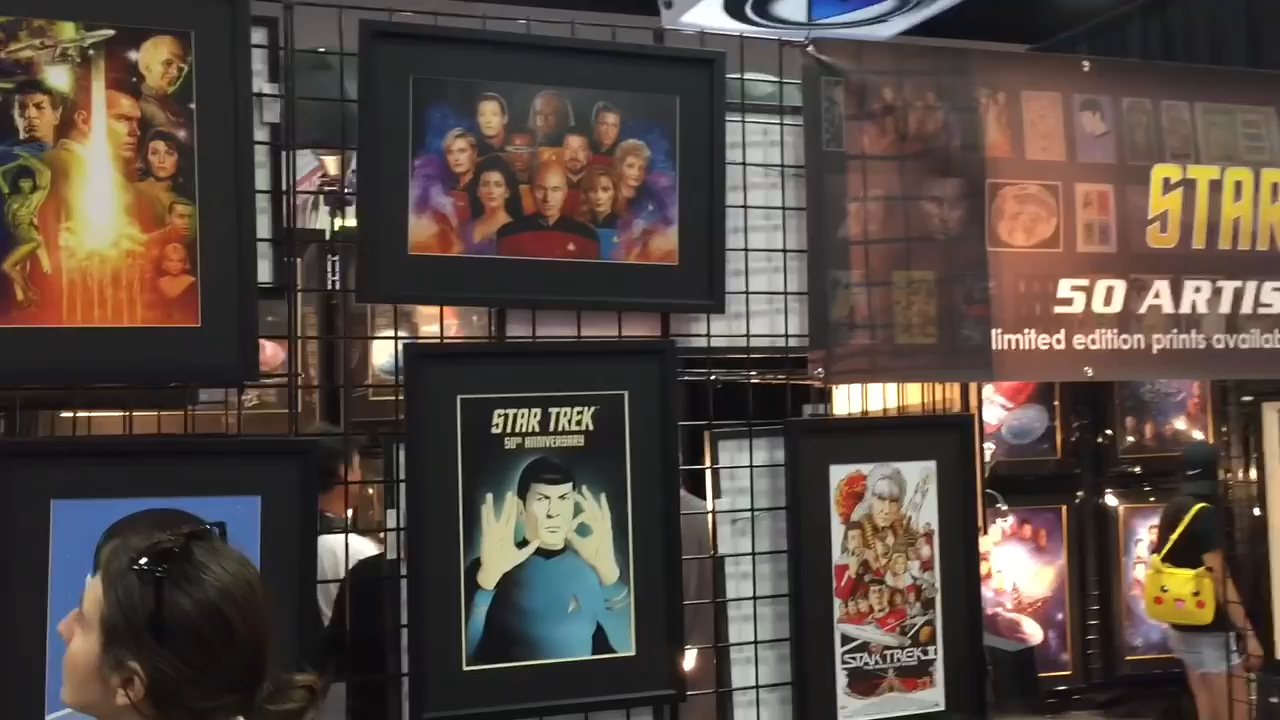 STAR
50 ARTIS
limited edition prints availab
STAR TREK
50TH ANNIVERSARY
STAR TREK II